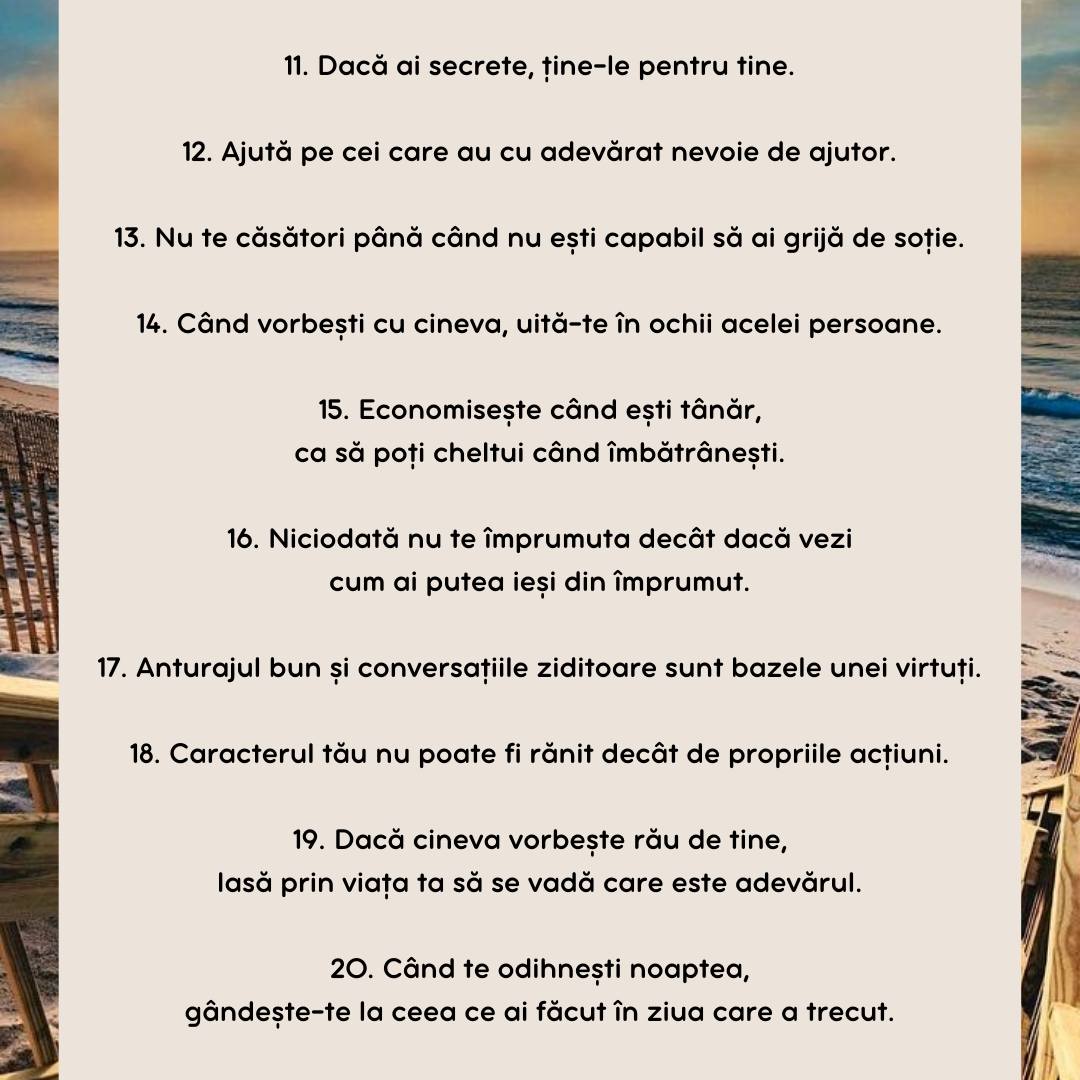 11. Dacă ai secrete, ține-le pentru tine.
12. Ajută pe cei care au cu adevărat nevoie de ajutor.
13. Nu te căsători până când nu ești capabil să ai grijă de soție.
14. Când vorbești cu cineva, uită-te în ochii acelei persoane.
15. Economisește când ești tânăr,
ca să poți cheltui când îmbătrânești.
16. Niciodată nu te împrumuta decât dacă vezi
cum ai putea ieși din împrumut.
17. Anturajul bun și conversațiile ziditoare sunt bazele unei virtuți.
18. Caracterul tău nu poate fi rănit decât de propriile acțiuni.
19. Dacă cineva vorbește rău de tine,
lasă prin viața ta să se vadă care este adevărul.
20. Când te odihnești noaptea,
gândește-te la ceea ce ai făcut în ziua care a trecut.